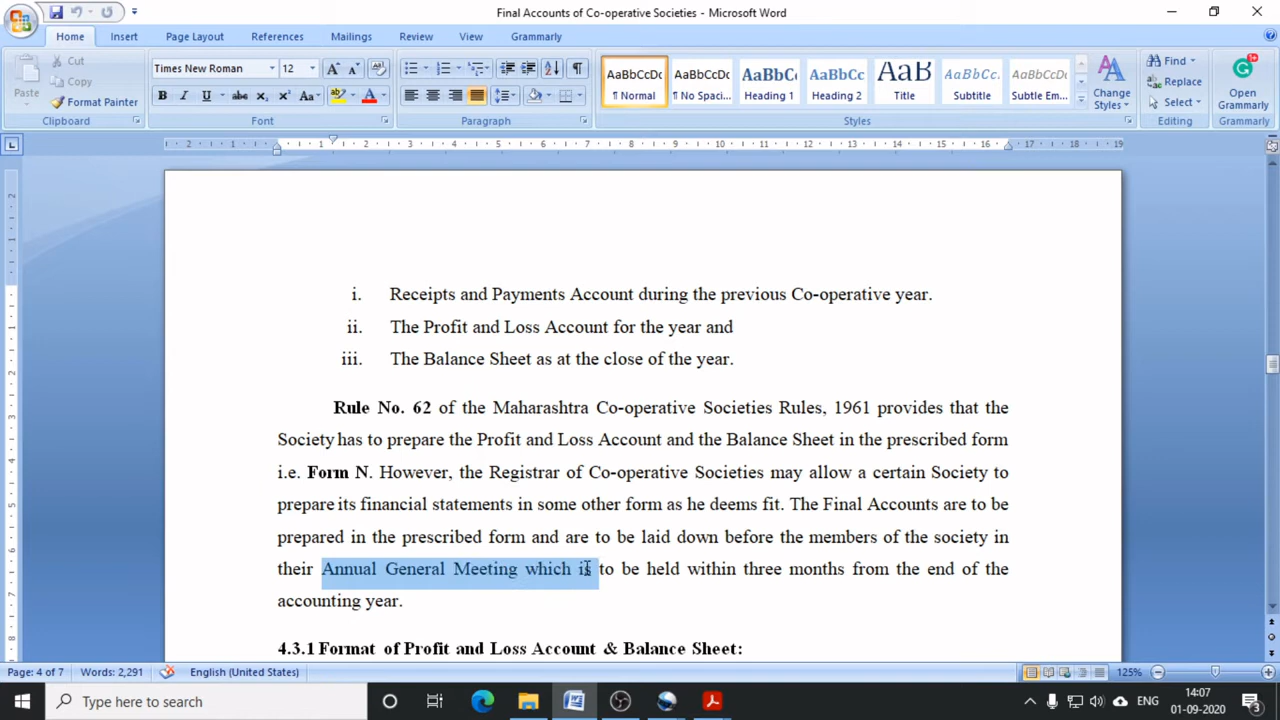 Final Accounts of Co-operative Societies - Microsoft Word
Home Insert Page Layout References Mailings Review View Grammarly
Cut
Copy
Format Painter
Paste
Clipboard
Times New Roman 12
Font
Paragraph
AaBbCcDc AaBbCcDc AaBbC AaBbCc AaB AaBbCc. AaBbCcDc
¶ Normal ¶ No Spaci... Heading 1 Heading 2 Title Subtitle Subtle Em...
Change
Styles
Styles
Find
Replace
Select
Editing
Open
Grammarly
Grammarly
i. Receipts and Payments Account during the previous Co-operative year.
ii. The Profit and Loss Account for the year and
iii. The Balance Sheet as at the close of the year.
Rule No. 62 of the Maharashtra Co-operative Societies Rules, 1961 provides that the
Society has to prepare the Profit and Loss Account and the Balance Sheet in the prescribed form
i.e. Form N. However, the Registrar of Co-operative Societies may allow a certain Society to
prepare its financial statements in some other form as he deems fit. The Final Accounts are to be
prepared in the prescribed form and are to be laid down before the members of the society in
their Annual General Meeting which is to be held within three months from the end of the
accounting year.
4.3.1 Format of Profit and Loss Account & Balance Sheet:
Page: 4 of 7 Words: 2,291 English (United States) 125%
Type here to search
ENG
14:07
01-09-2020
3